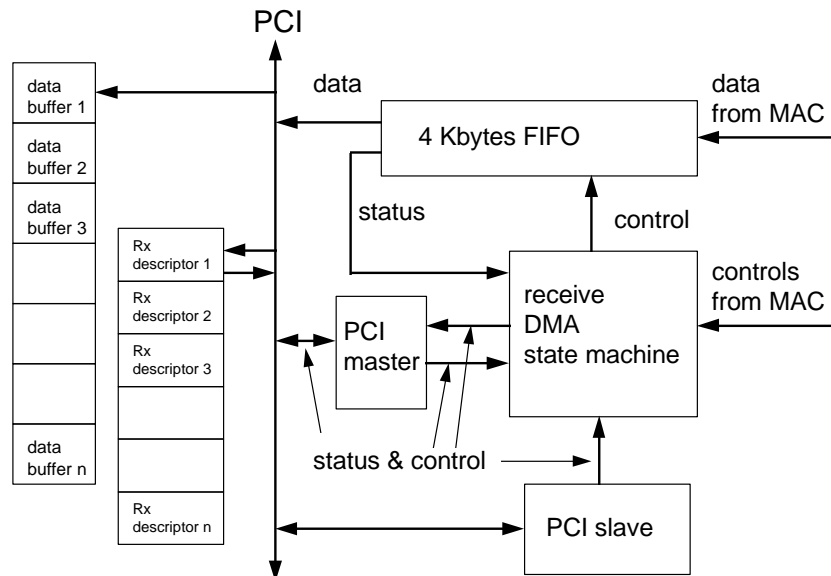 PCI
data
buffer 1
data
buffer 2
data
buffer 3
data
buffer n
Rx
descriptor 1
Rx
descriptor 2
Rx
descriptor 3
Rx
descriptor n
data
4 Kbytes FIFO
data
from MAC
status
control
controls
from MAC
receive
DMA
state machine
PCI
master
status & control
PCI slave